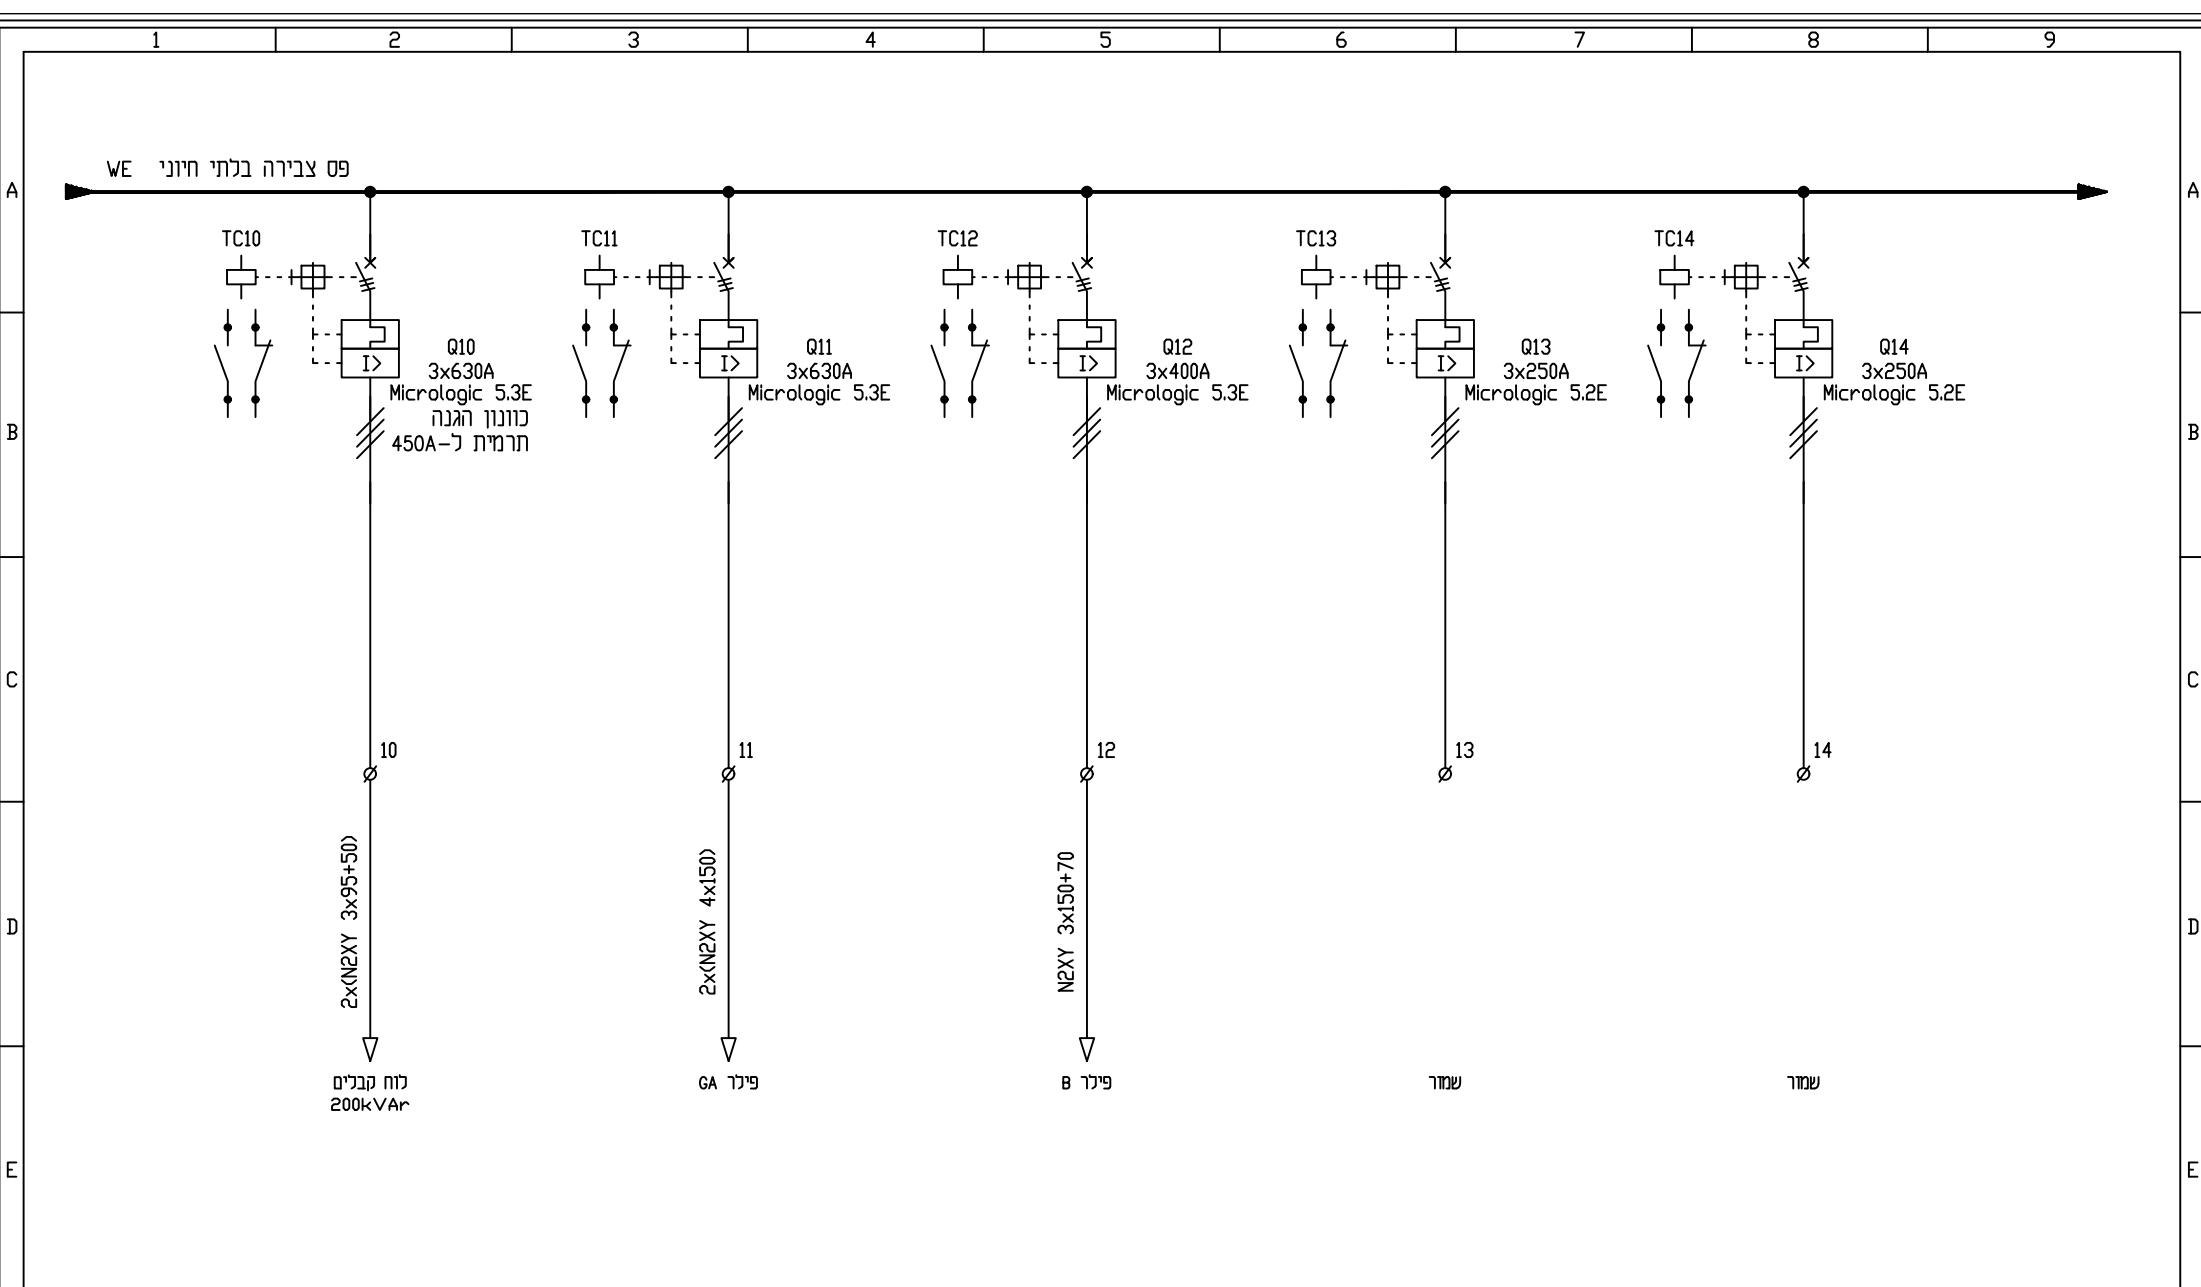 1 2 3 4 5 6 7 8 9
WE פס צבירה בלתי חיוני
A A
TC10 TC11 TC12 TC13 TC14
Q10
3x630A
Micrologic 5.3E
כוונון הגנה
תרמית ל-450A
Q11
3x630A
Micrologic 5.3E
Q12
3x400A
Micrologic 5.3E
Q13
3x250A
Micrologic 5.2E
Q14
3x250A
Micrologic 5.2E
I> I> I> I> I>
B B
C C
10 11 12 13 14
2x(N2XY 3x95+50)
2x(N2XY 4x150)
N2XY 3x150+70
D D
לוח קבלים
200kVAr
פילר GA
פילר B
שמור
שמור
E E